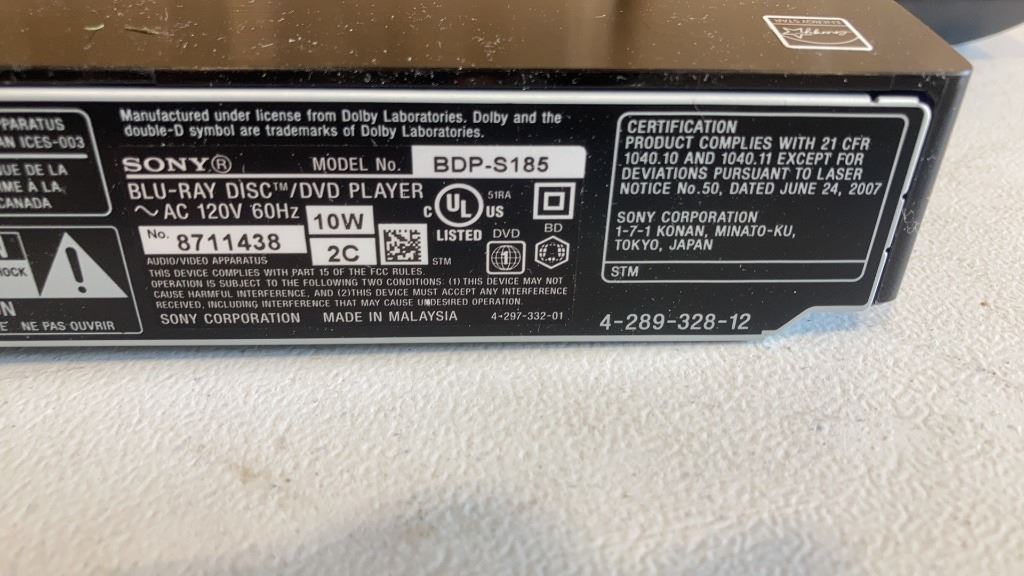 energy
ENERGY STAR
PPARATUS
AN ICES-003
QUE DE LA
ME À LA
CANADA
HOCK
N
E NE PAS OUVRIR
Manufactured under license from Dolby Laboratories. Dolby and the
double-D symbol are trademarks of Dolby Laboratories.
SONY® MODEL No. BDP-S185
BLU-RAY DISC™/DVD PLAYER
~ AC 120V 60Hz 10W
No. 8711438 2C
STM
C UL US
LISTED
51RA
DVD
BD
AUDIO/VIDEO APPARATUS
THIS DEVICE COMPLIES WITH PART 15 OF THE FCC RULES.
OPERATION IS SUBJECT TO THE FOLLOWING TWO CONDITIONS: (1) THIS DEVICE MAY NOT
CAUSE HARMFUL INTERFERENCE, AND (2) THIS DEVICE MUST ACCEPT ANY INTERFERENCE
RECEIVED, INCLUDING INTERFERENCE THAT MAY CAUSE UNDESIRED OPERATION.
SONY CORPORATION MADE IN MALAYSIA 4-297-332-01
CERTIFICATION
PRODUCT COMPLIES WITH 21 CFR
1040.10 AND 1040.11 EXCEPT FOR
DEVIATIONS PURSUANT TO LASER
NOTICE No.50, DATED JUNE 24, 2007
SONY CORPORATION
1-7-1 KONAN, MINATO-KU,
TOKYO, JAPAN
STM
4-289-328-12